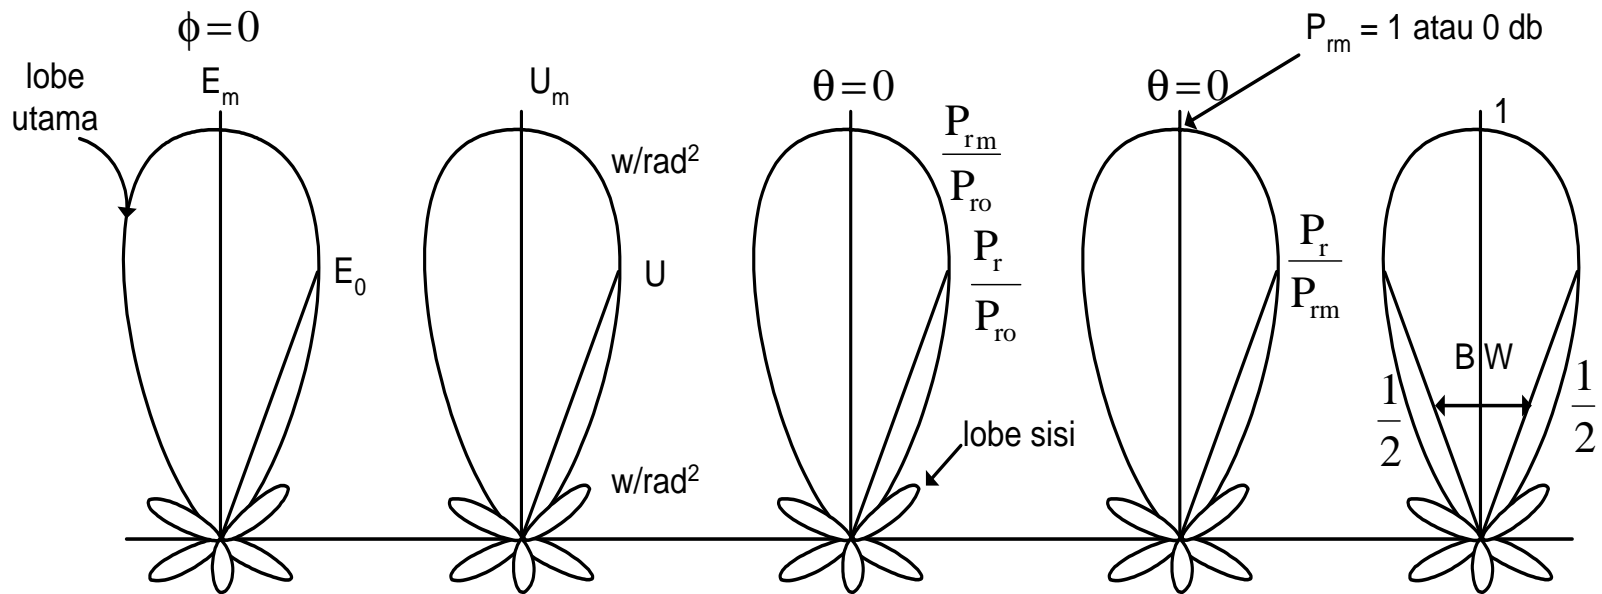 ϕ=0
lobe
utama
E_m
U_m
θ=0
θ=0
P_rm = 1 atau 0 db
1
w/rad²
P_rm
P_ro
E_0
U
P_r
P_ro
P_r
P_rm
B W
1
2
1
2
lobe sisi
w/rad²